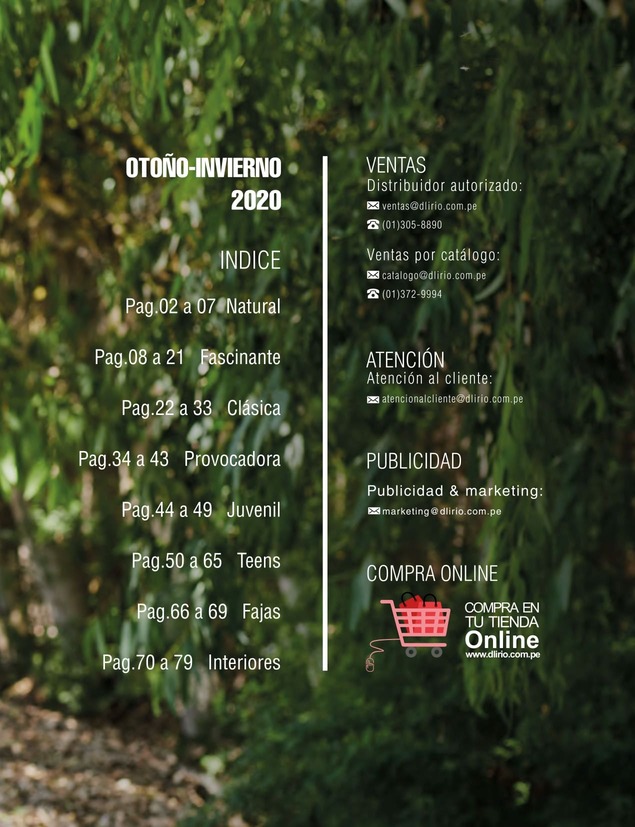 OTOÑO-INVIERNO
2020
INDICE
Pag.02 a 07 Natural
Pag.08 a 21 Fascinante
Pag.22 a 33 Clásica
Pag.34 a 43 Provocadora
Pag.44 a 49 Juvenil
Pag.50 a 65 Teens
Pag.66 a 69 Fajas
Pag.70 a 79 Interiores
VENTAS
Distribuidor autorizado:
ventas@dlirio.com.pe
(01)305-8890
Ventas por catálogo:
catalogo@dlirio.com.pe
(01)372-9994
ATENCIÓN
Atención al cliente:
atencionalcliente@dlirio.com.pe
PUBLICIDAD
Publicidad & marketing:
marketing@dlirio.com.pe
COMPRA ONLINE
COMPRA EN
TU TIENDA
Online
www.dlirio.com.pe